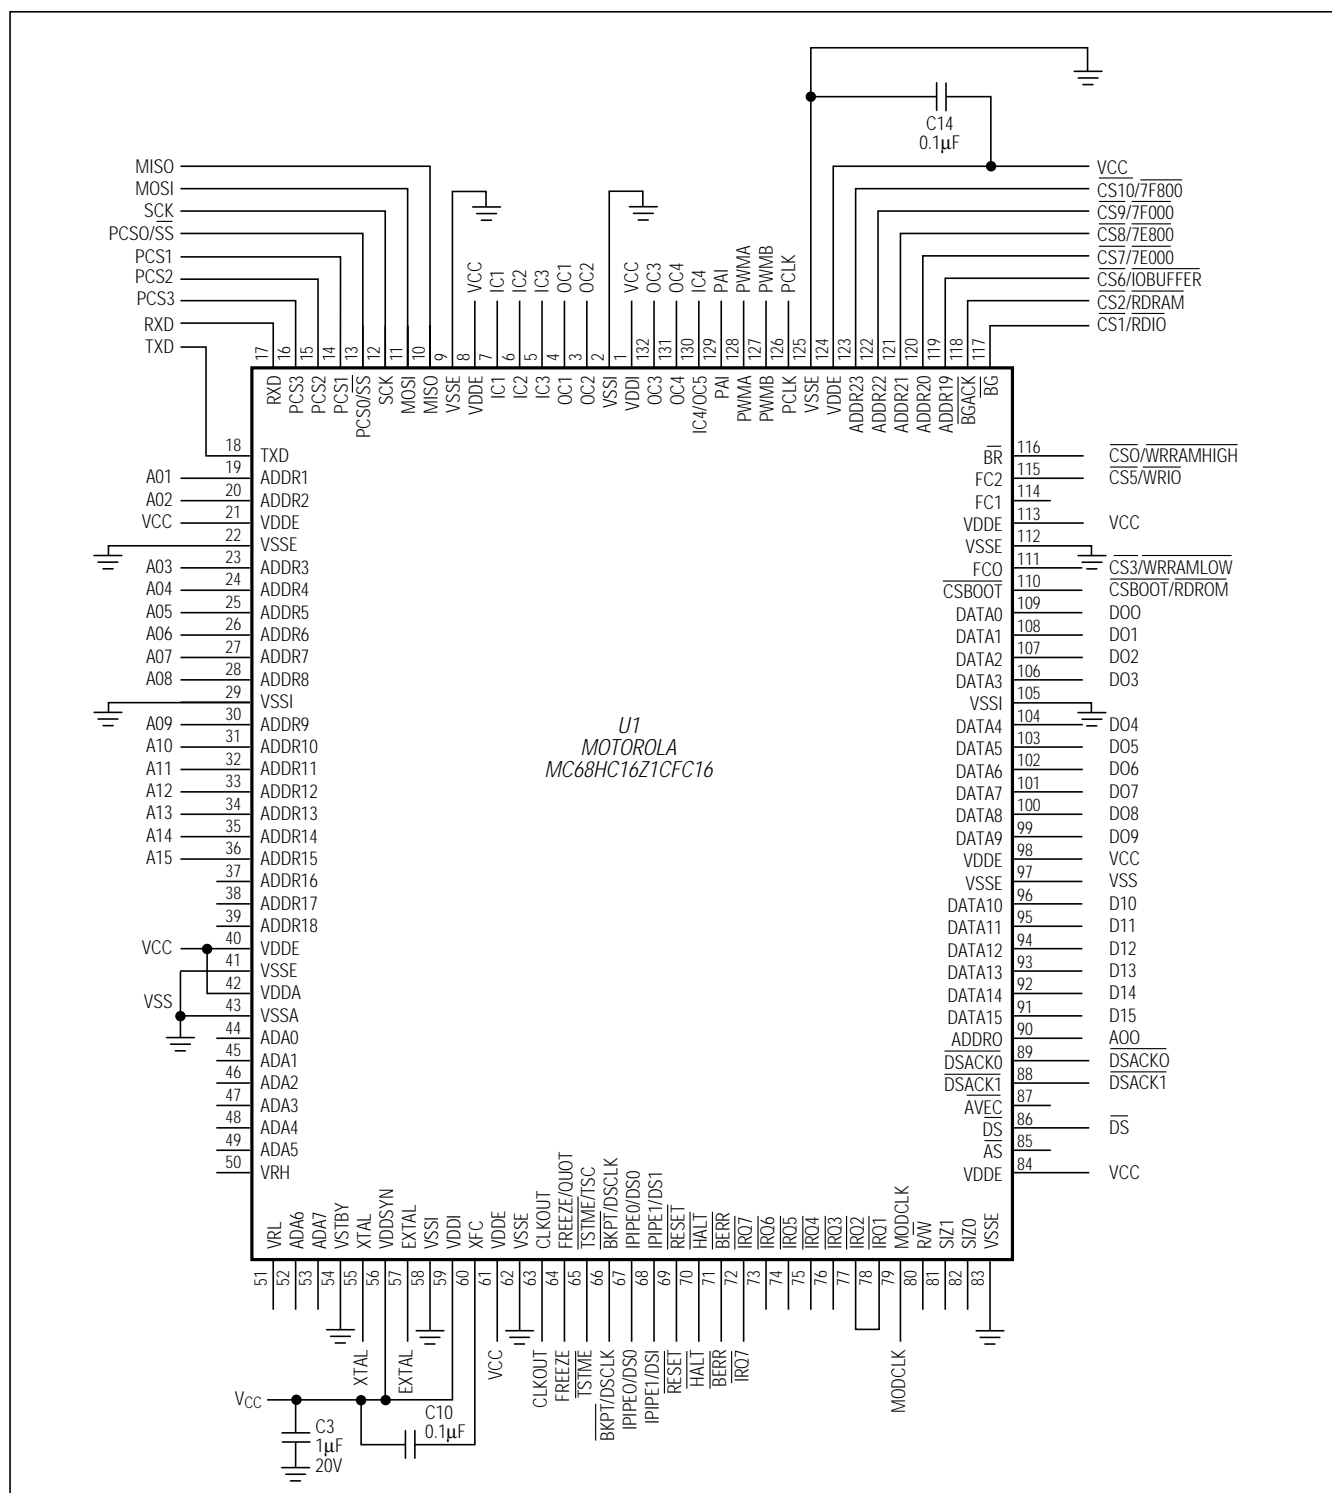 C14
0.1µF
MISO
MOSI
SCK
PCS0/SS
PCS1
PCS2
PCS3
RXD
TXD
VCC
CS10/7F800
CS9/7F000
CS8/7E800
CS7/7E000
CS6/IOBUFFER
CS2/RDRAM
CS1/RDIO
VCC IC1 IC2 IC3 OC1 OC2 VCC OC3 OC4 IC4 PAI PWMA PWMB PCLK
17 16 15 14 13 12 11 10 9 8 7 6 5 4 3 2 1 132 131 130 129 128 127 126 125 124 123 122 121 120 119 118 117
RXD PCS3 PCS2 PCS1 PCS0/SS SCK MOSI MISO VSSE VDDE IC1 IC2 IC3 OC1 OC2 VSSI VDDI OC3 OC4 IC4/OC5 PAI PWMA PWMB PCLK VSSE VDDE ADDR23 ADDR22 ADDR21 ADDR20 ADDR19 BGACK BG
18 TXD
A01 19 ADDR1
A02 20 ADDR2
VCC 21 VDDE
22 VSSE
A03 23 ADDR3
A04 24 ADDR4
A05 25 ADDR5
A06 26 ADDR6
A07 27 ADDR7
A08 28 ADDR8
29 VSSI
A09 30 ADDR9
A10 31 ADDR10
A11 32 ADDR11
A12 33 ADDR12
A13 34 ADDR13
A14 35 ADDR14
A15 36 ADDR15
37 ADDR16
38 ADDR17
39 ADDR18
VCC 40 VDDE
41 VSSE
42 VDDA
VSS 43 VSSA
44 ADA0
45 ADA1
46 ADA2
47 ADA3
48 ADA4
49 ADA5
50 VRH
U1
MOTOROLA
MC68HC16Z1CFC16
BR 116 CS0/WRRAMHIGH
FC2 115 CS5/WRIO
FC1 114
VDDE 113 VCC
VSSE 112
FC0 111 CS3/WRRAMLOW
CSBOOT 110 CSBOOT/RDROM
DATA0 109 D00
DATA1 108 D01
DATA2 107 D02
DATA3 106 D03
VSSI 105
DATA4 104 D04
DATA5 103 D05
DATA6 102 D06
DATA7 101 D07
DATA8 100 D08
DATA9 99 D09
VDDE 98 VCC
VSSE 97 VSS
DATA10 96 D10
DATA11 95 D11
DATA12 94 D12
DATA13 93 D13
DATA14 92 D14
DATA15 91 D15
ADDR0 90 A00
DSACK0 89 DSACK0
DSACK1 88 DSACK1
AVEC 87
DS 86 DS
AS 85
VDDE 84 VCC
VRL ADA6 ADA7 VSTBY XTAL VDDSYN EXTAL VSSI VDDI XFC VDDE VSSE CLKOUT FREEZE/QUOT TSTME/TSC BKPT/DSCLK IPIPE0/DS0 IPIPE1/DS1 RESET HALT BERR IRQ7 IRQ6 IRQ5 IRQ4 IRQ3 IRQ2 IRQ1 MODCLK R/W SIZ1 SIZ0 VSSE
51 52 53 54 55 56 57 58 59 60 61 62 63 64 65 66 67 68 69 70 71 72 73 74 75 76 77 78 79 80 81 82 83
XTAL EXTAL VCC CLKOUT FREEZE TSTME BKPT/DSCLK IPIPE0/DS0 IPIPE1/DSI RESET HALT BERR IRQ7 MODCLK
VCC
C3
1µF
20V
C10
0.1µF